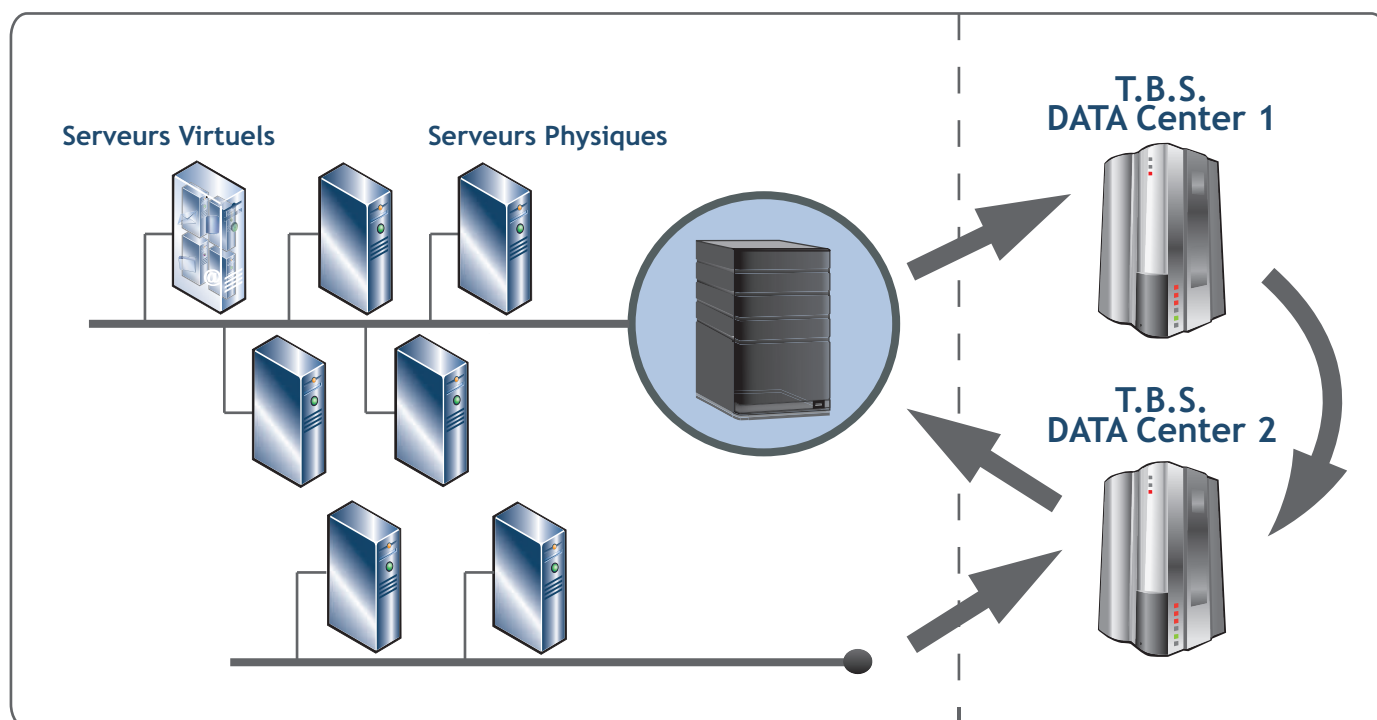 Serveurs Virtuels
Serveurs Physiques
T.B.S.
DATA Center 1
T.B.S.
DATA Center 2